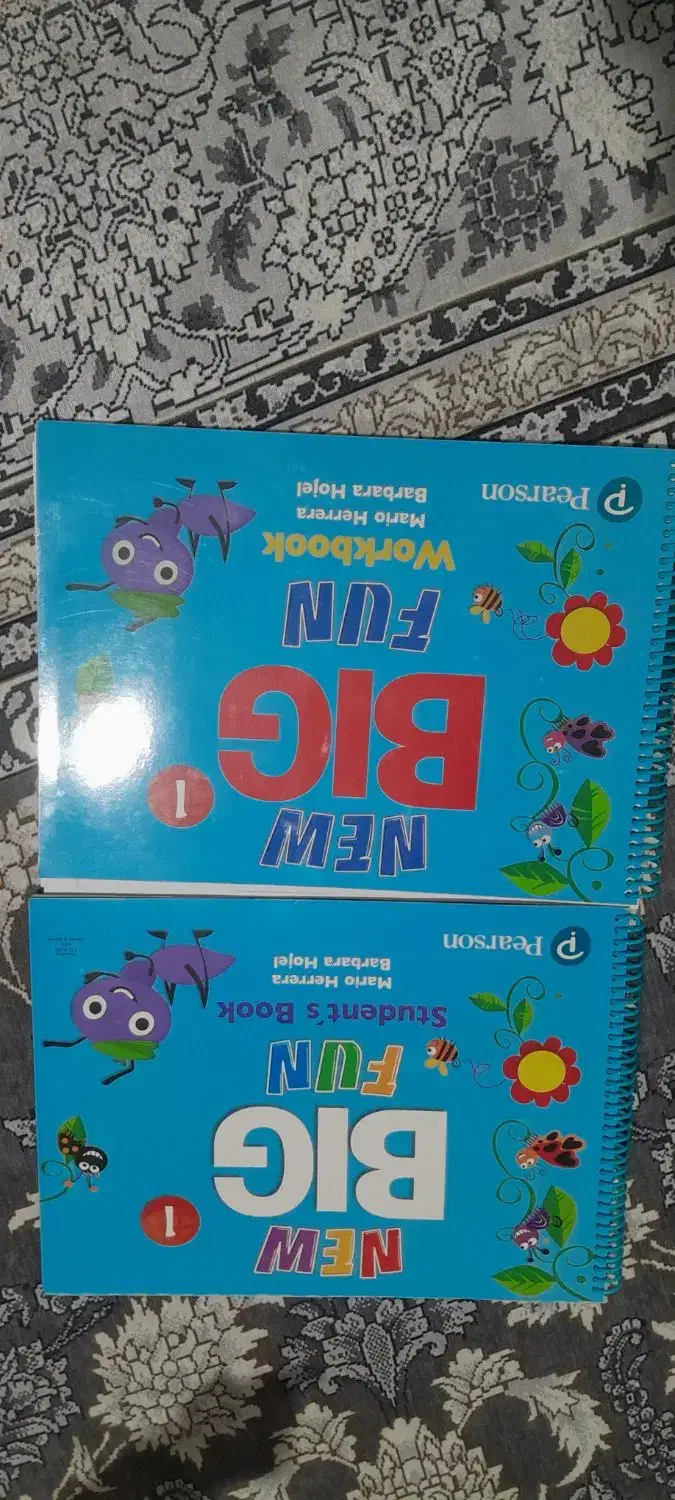 NEW
BIG
FUN
1
Student's Book
Mario Herrera
Barbara Hojel
Pearson
NEW
BIG
FUN
1
Workbook
Mario Herrera
Barbara Hojel
Pearson